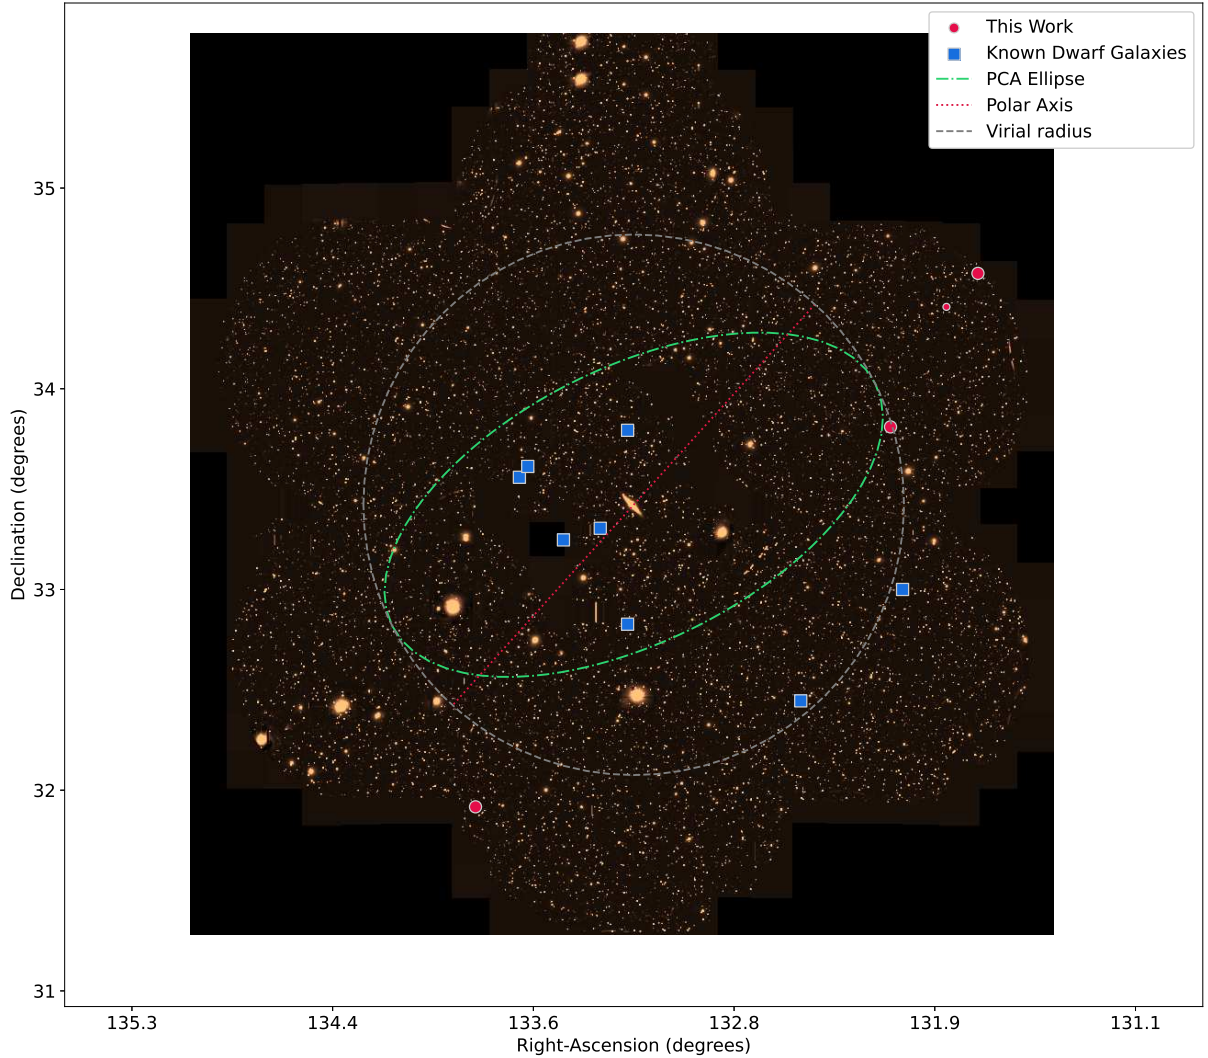 This Work
Known Dwarf Galaxies
PCA Ellipse
Polar Axis
Virial radius
35
34
33
32
31
Declination (degrees)
135.3 134.4 133.6 132.8 131.9 131.1
Right-Ascension (degrees)